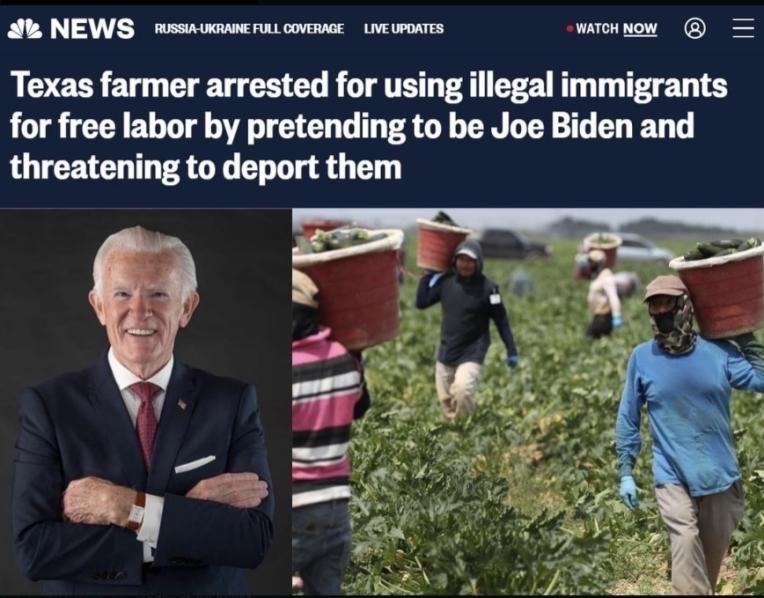 NEWS RUSSIA-UKRAINE FULL COVERAGE LIVE UPDATES WATCH NOW
Texas farmer arrested for using illegal immigrants
for free labor by pretending to be Joe Biden and
threatening to deport them